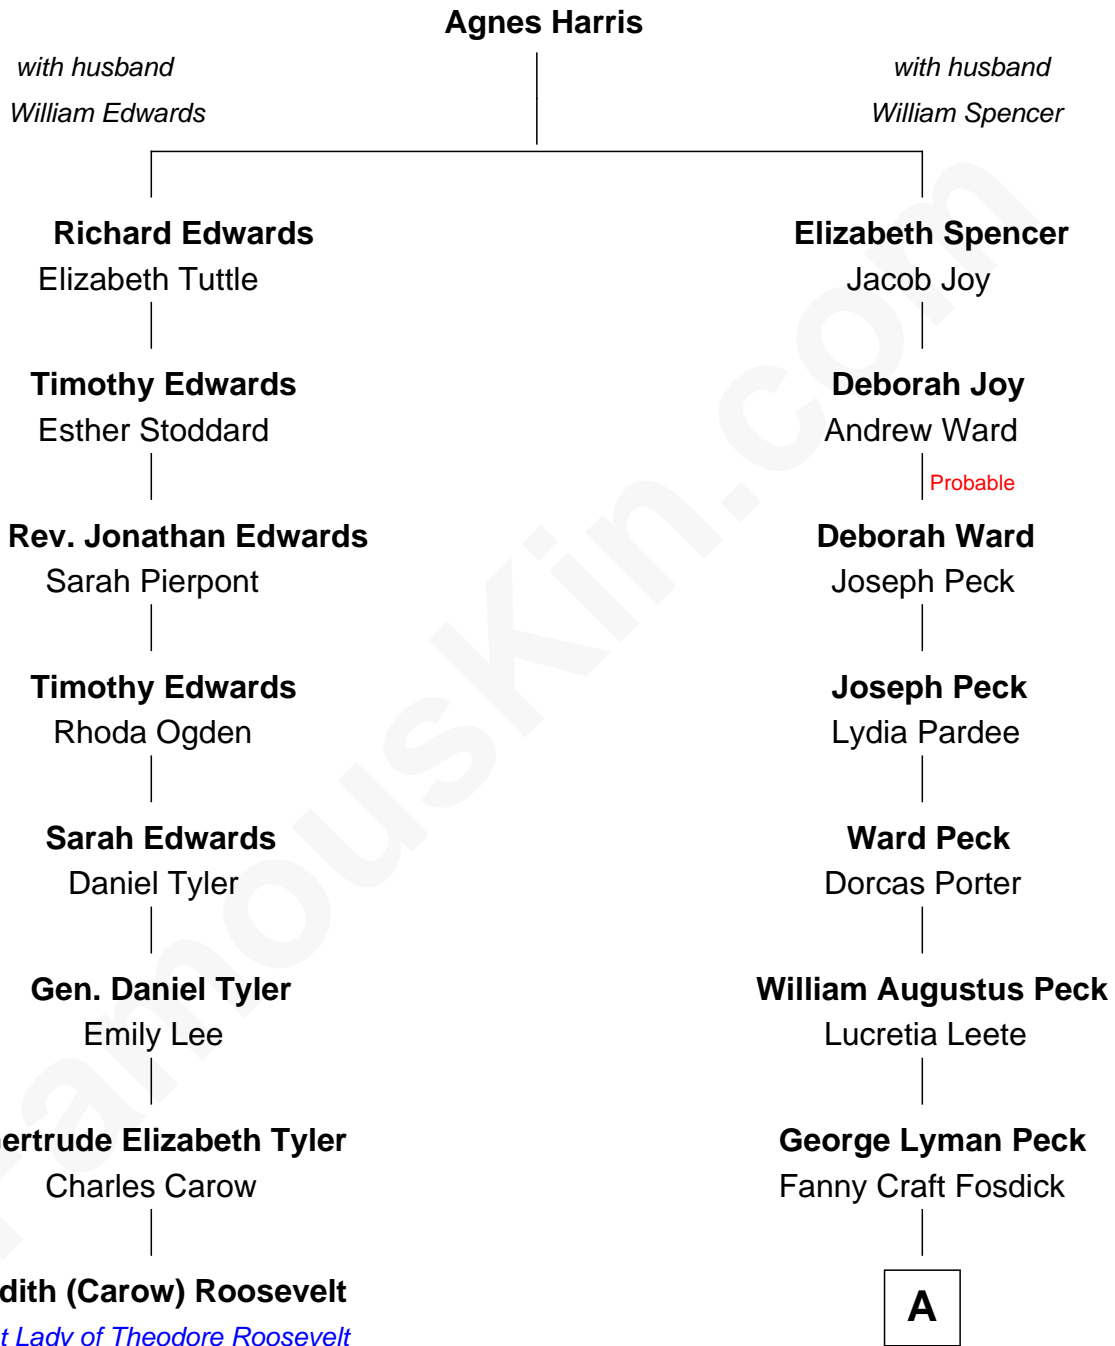 Agnes Harris
with husband
William Edwards
with husband
William Spencer
Richard Edwards
Elizabeth Tuttle
Elizabeth Spencer
Jacob Joy
Timothy Edwards
Esther Stoddard
Deborah Joy
Andrew Ward
Probable
Rev. Jonathan Edwards
Sarah Pierpont
Deborah Ward
Joseph Peck
Timothy Edwards
Rhoda Ogden
Joseph Peck
Lydia Pardee
Sarah Edwards
Daniel Tyler
Ward Peck
Dorcas Porter
Gen. Daniel Tyler
Emily Lee
William Augustus Peck
Lucretia Leete
ertrude Elizabeth Tyler
Charles Carow
George Lyman Peck
Fanny Craft Fosdick
dith (Carow) Roosevelt
t Lady of Theodore Roosevelt
A
FamousKin.com